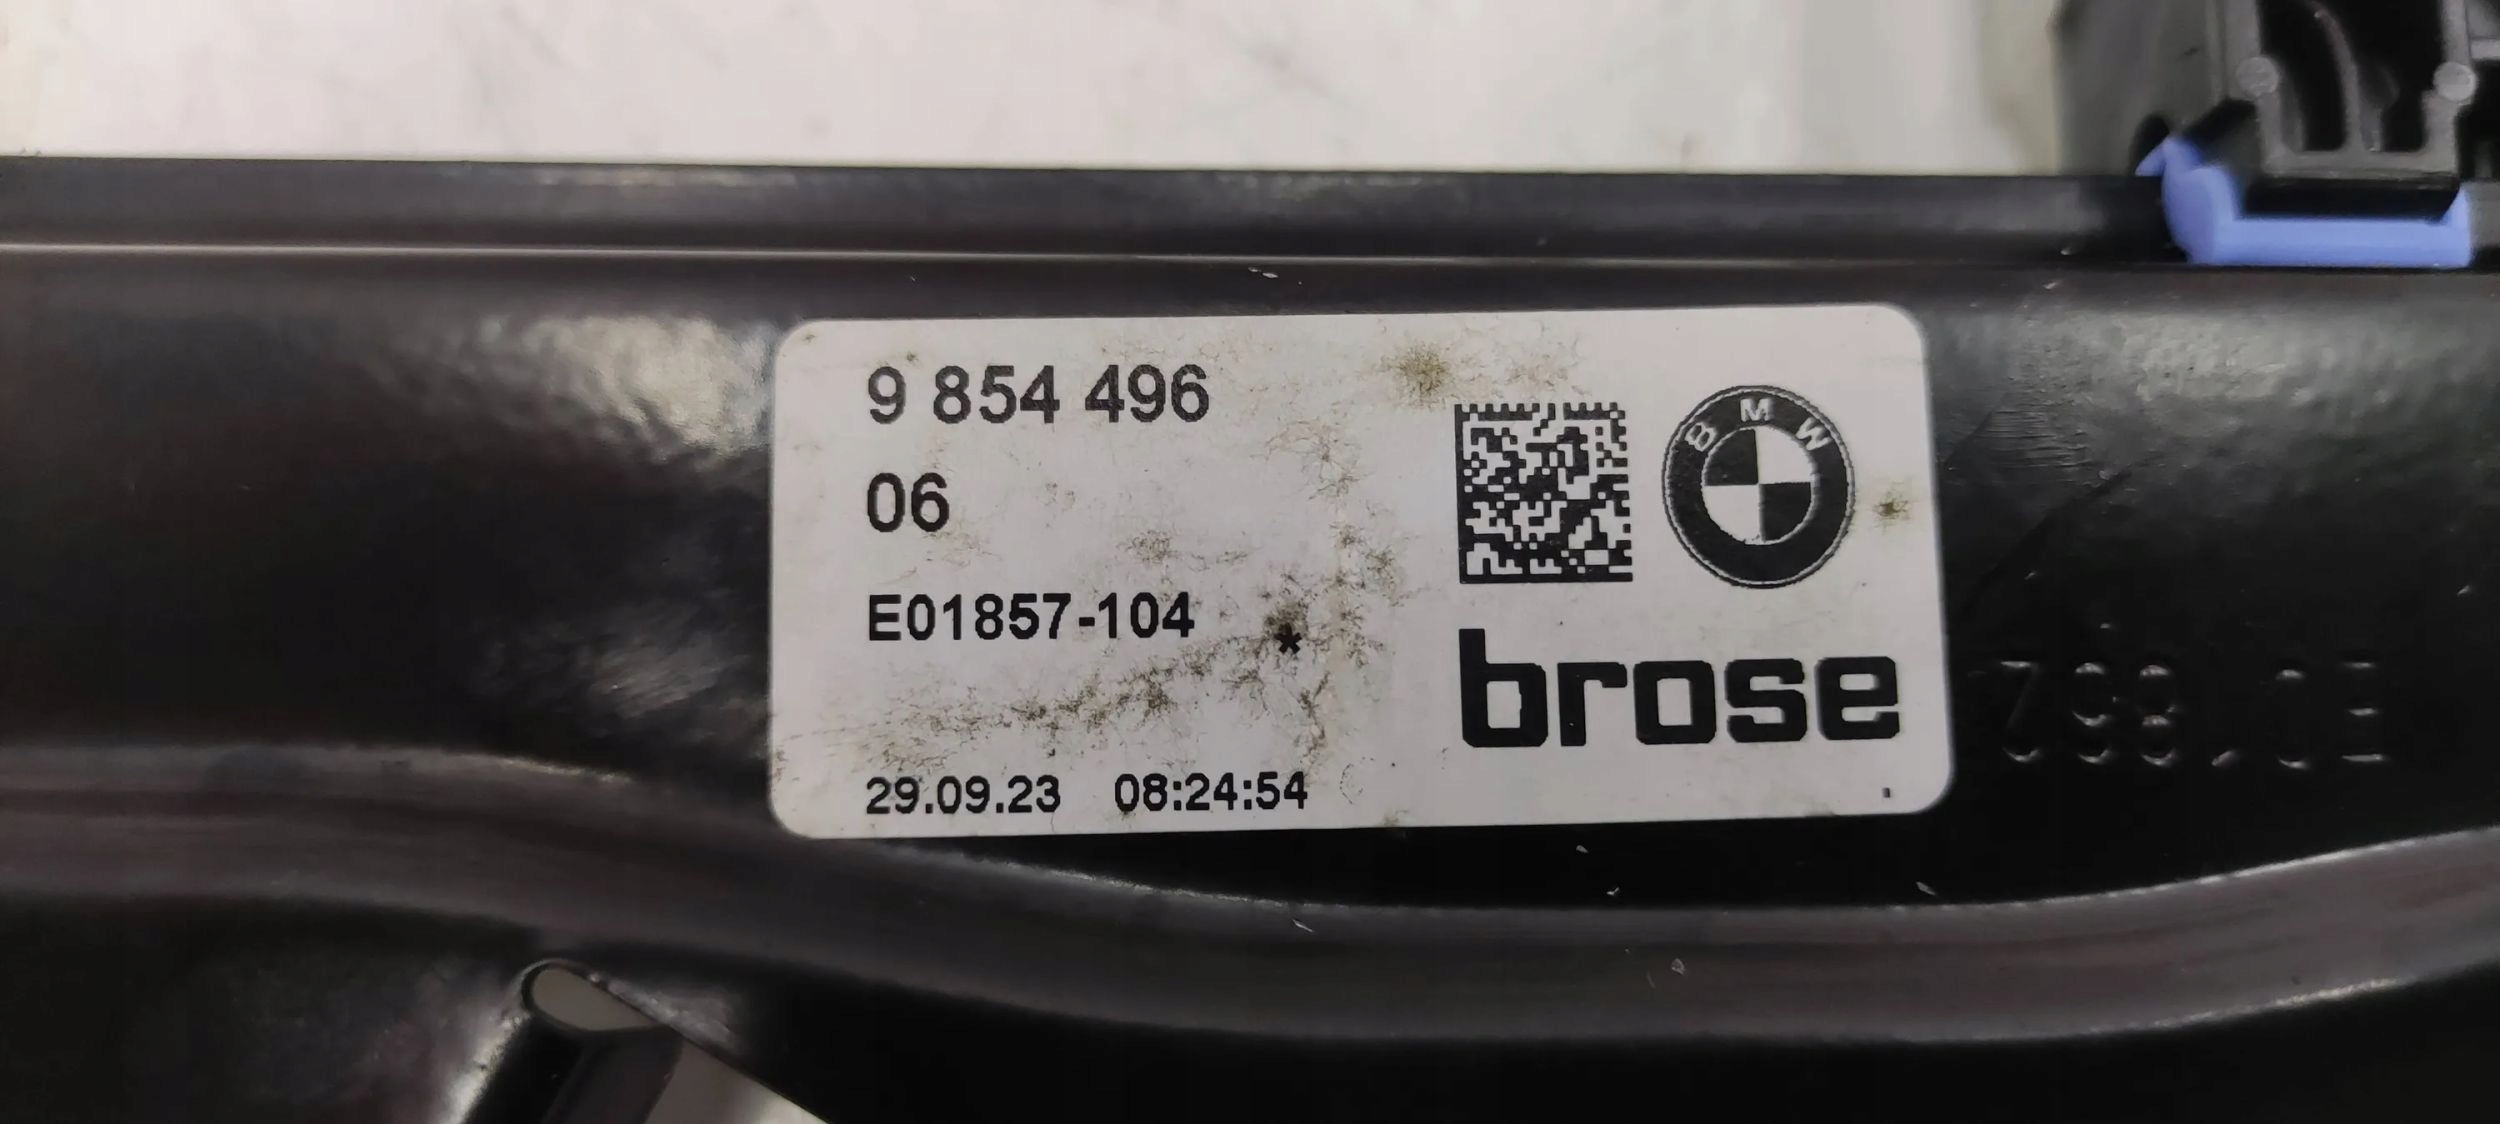 9 854 496
06
E01857-104
*
29.09.23 08:24:54
BMW
brose